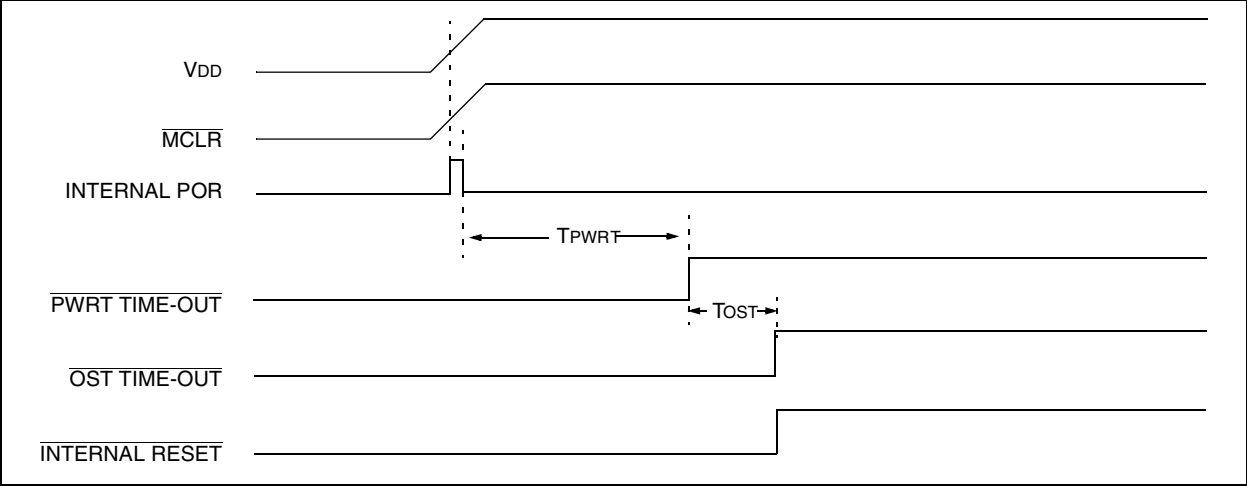 VDD
MCLR
INTERNAL POR
TPWRT
PWRT TIME-OUT
TOST
OST TIME-OUT
INTERNAL RESET